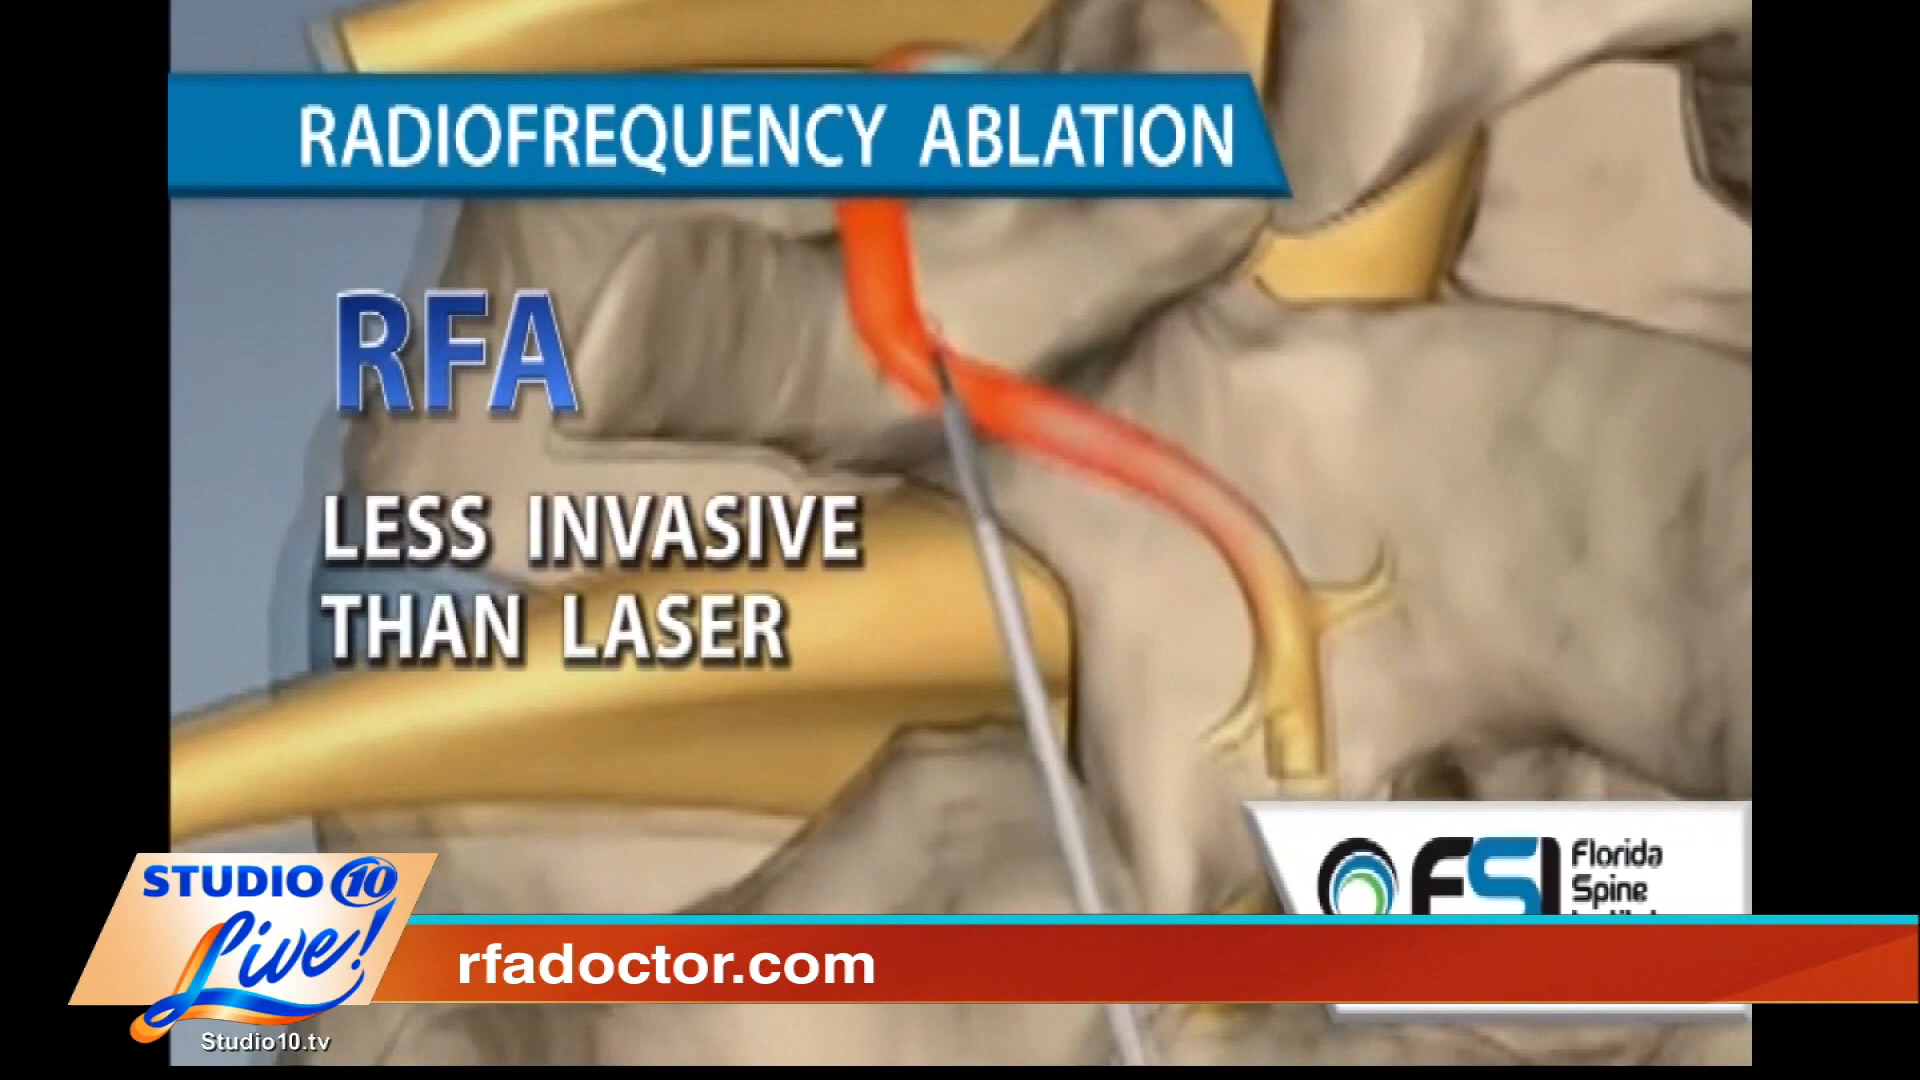 RADIOFREQUENCY ABLATION
RFA
LESS INVASIVE
THAN LASER
FSI
Florida
Spine
STUDIO 10
Live!
rfadoctor.com
Studio10.tv